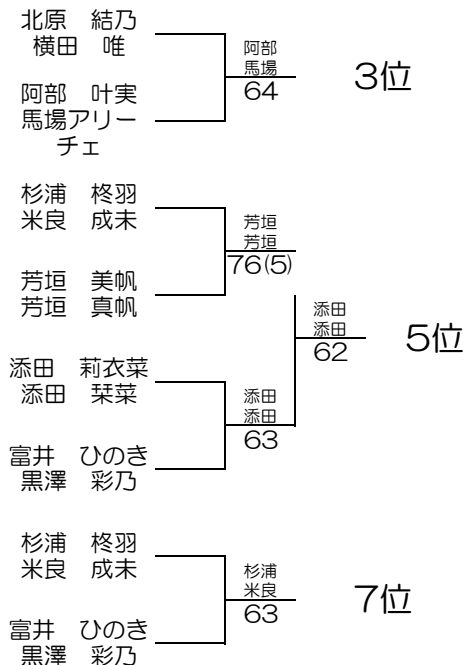 北原　結乃
横田　唯
阿部
馬場
64
3位
阿部　叶実
馬場アリー
チェ
杉浦　柊羽
米良　成未
芳垣
芳垣
76(5)
芳垣　美帆
芳垣　真帆
添田
添田
62
5位
添田　莉衣菜
添田　栞菜
添田
添田
63
富井　ひのき
黒澤　彩乃
杉浦　柊羽
米良　成未
杉浦
米良
63
7位
富井　ひのき
黒澤　彩乃